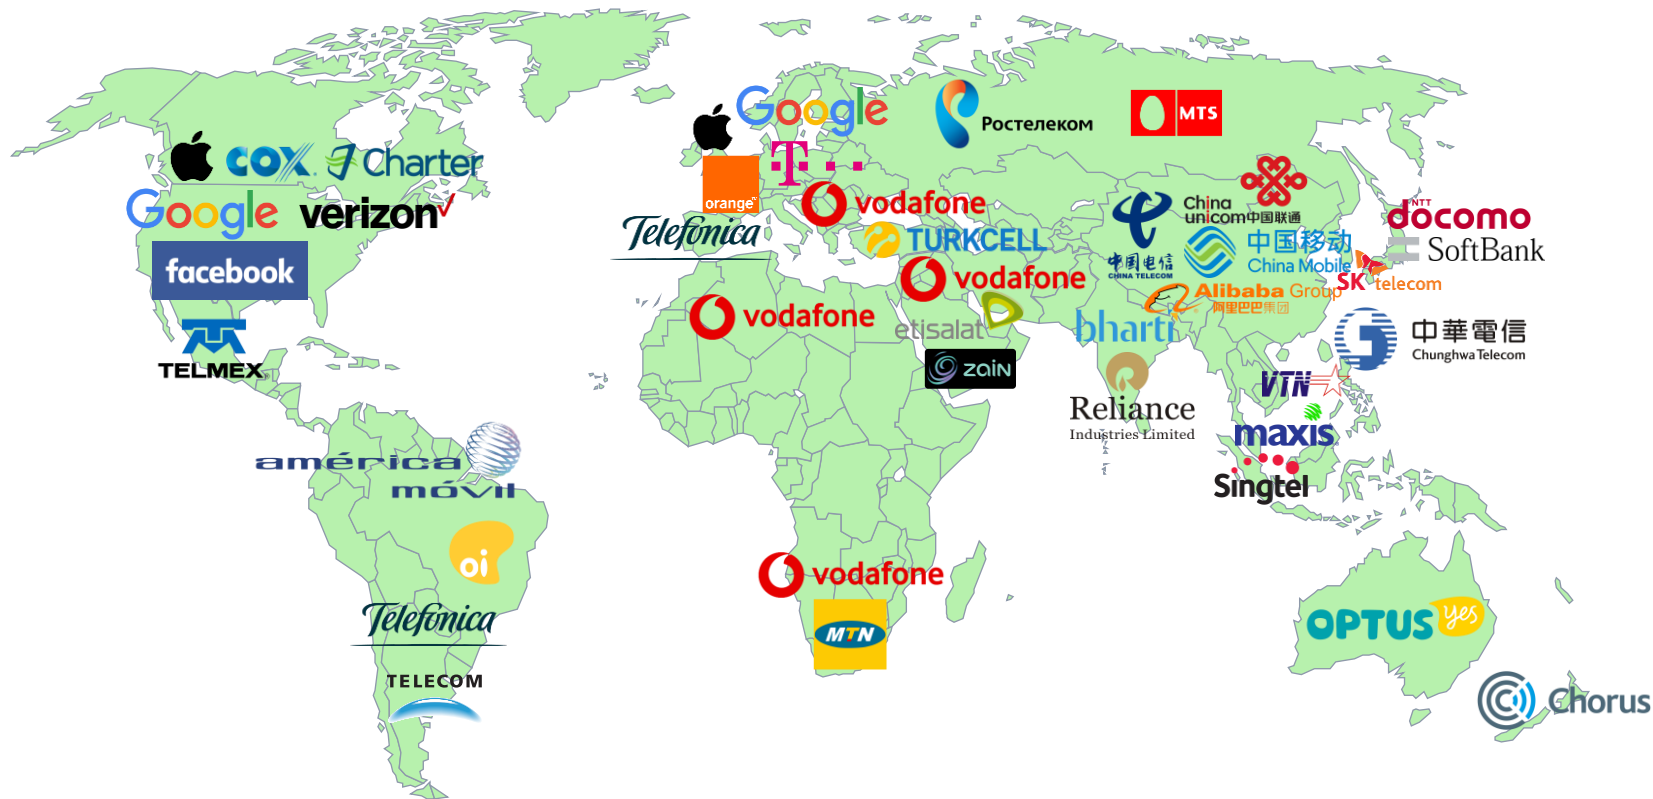 Google
Ростелеком
MTS
cox
Charter
T
orange
Google
verizon
vodafone
China
unicom中国联通
NTT
docomo
Telefónica
TURKCELL
中国电信
CHINA TELECOM
中国移动
China Mobile
SoftBank
facebook
vodafone
SK telecom
Alibaba Group
阿里巴巴集团
vodafone
etisalat
bharti
中華電信
Chunghwa Telecom
TELMEX
zain
VTN
Reliance
Industries Limited
maxis
américa
móvil
Singtel
oi
vodafone
Telefónica
MTN
OPTUS yes
TELECOM
Chorus